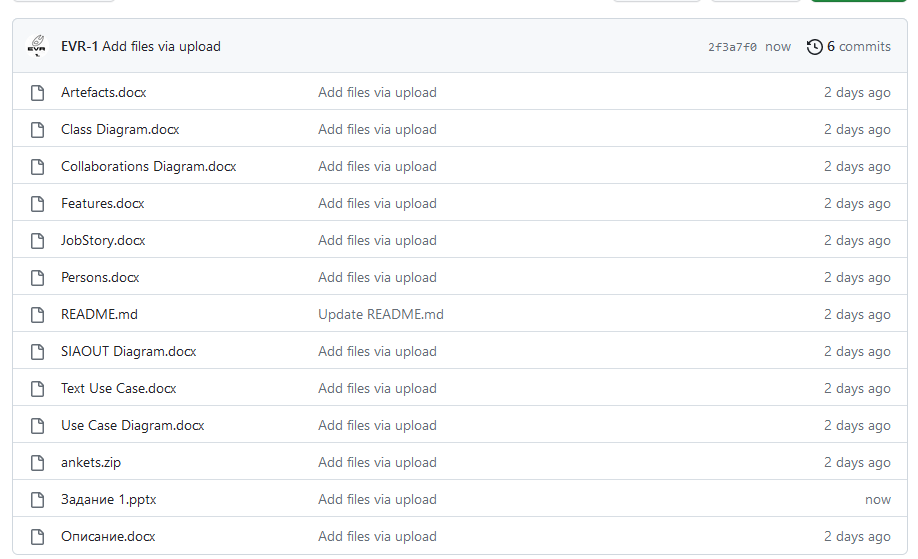 EVR EVR-1 Add files via upload 2f3a7f0 now 6 commits
Artefacts.docx Add files via upload 2 days ago
Class Diagram.docx Add files via upload 2 days ago
Collaborations Diagram.docx Add files via upload 2 days ago
Features.docx Add files via upload 2 days ago
JobStory.docx Add files via upload 2 days ago
Persons.docx Add files via upload 2 days ago
README.md Update README.md 2 days ago
SIAOUT Diagram.docx Add files via upload 2 days ago
Text Use Case.docx Add files via upload 2 days ago
Use Case Diagram.docx Add files via upload 2 days ago
ankets.zip Add files via upload 2 days ago
Задание 1.pptx Add files via upload now
Описание.docx Add files via upload 2 days ago